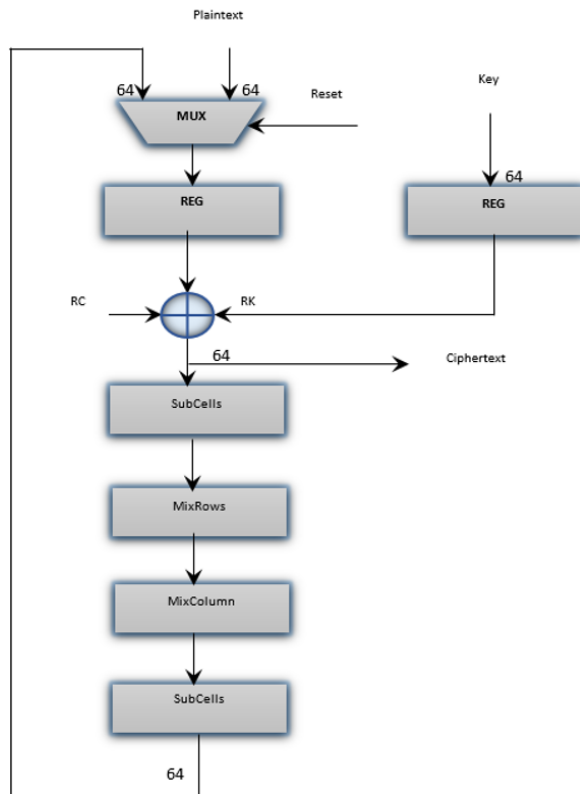 Plaintext
64
64
MUX
Reset
Key
64
REG
REG
RC
RK
64
Ciphertext
SubCells
MixRows
MixColumn
SubCells
64